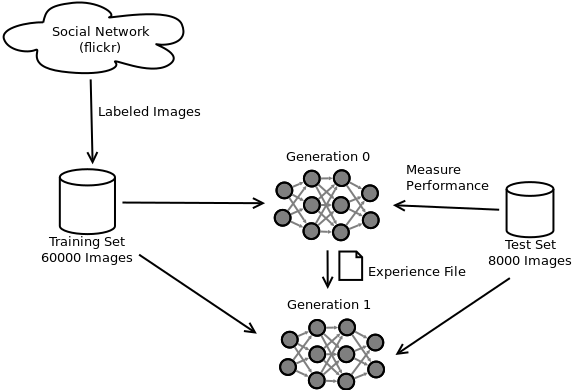 Social Network
(flickr)
Labeled Images
Generation 0
Measure
Performance
Training Set
60000 Images
Test Set
8000 Images
Experience File
Generation 1